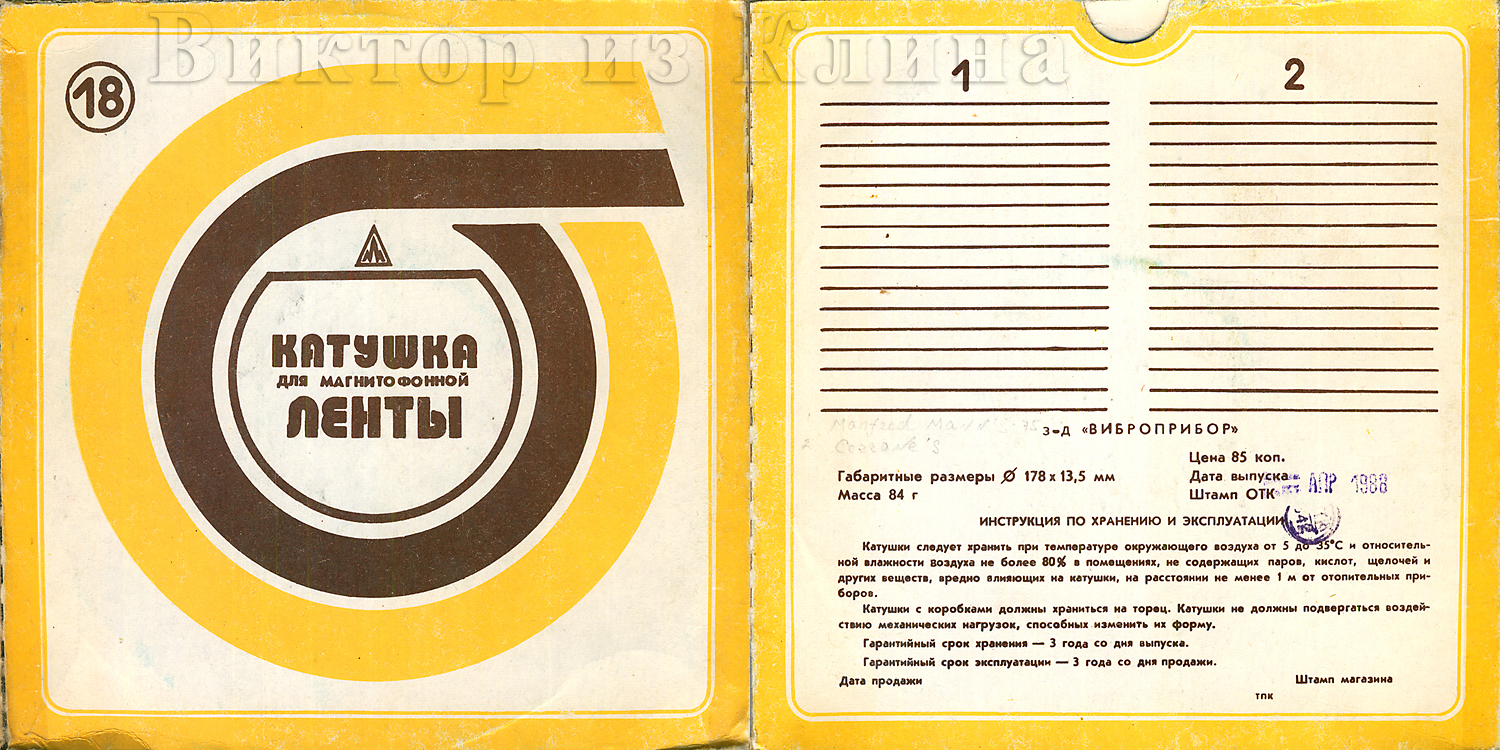 Виктор из Клина
18
КАТУШКА
ДЛЯ МАГНИТОФОННОЙ
ЛЕНТЫ
1
2
Manfred Man
з-д «ВИБРОПРИБОР»
Цена 85 коп.
Габаритные размеры Ø 178 х 13,5 мм
Дата выпуска АПР 1988
Масса 84 г
Штамп ОТК
ИНСТРУКЦИЯ ПО ХРАНЕНИЮ И ЭКСПЛУАТАЦИИ
Катушки следует хранить при температуре окружающего воздуха от 5 до 35°С и относитель-
ной влажности воздуха не более 80% в помещениях, не содержащих паров, кислот, щелочей и
других веществ, вредно влияющих на катушки, на расстоянии не менее 1 м от отопительных при-
боров.
Катушки с коробками должны храниться на торец. Катушки не должны подвергаться воздей-
ствию механических нагрузок, способных изменить их форму.
Гарантийный срок хранения — 3 года со дня выпуска.
Гарантийный срок эксплуатации — 3 года со дня продажи.
Дата продажи
Штамп магазина
ТПК